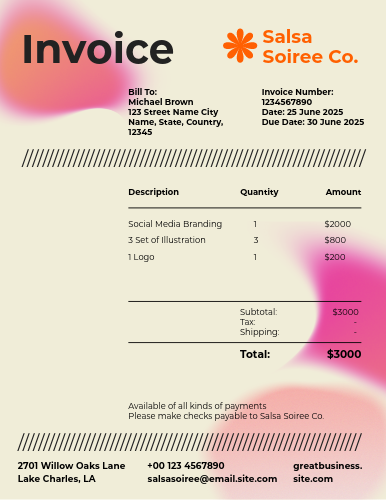 Invoice
Salsa
Soiree Co.
Bill To:
Michael Brown
123 Street Name City
Name, State, Country,
12345
Invoice Number:
1234567890
Date: 25 June 2025
Due Date: 30 June 2025
Description Quantity Amount
Social Media Branding 1 $2000
3 Set of Illustration 3 $800
1 Logo 1 $200
Subtotal: $3000
Tax: -
Shipping: -
Total: $3000
Available of all kinds of payments
Please make checks payable to Salsa Soiree Co.
2701 Willow Oaks Lane
Lake Charles, LA
+00 123 4567890
salsasoiree@email.site.com
greatbusiness.
site.com